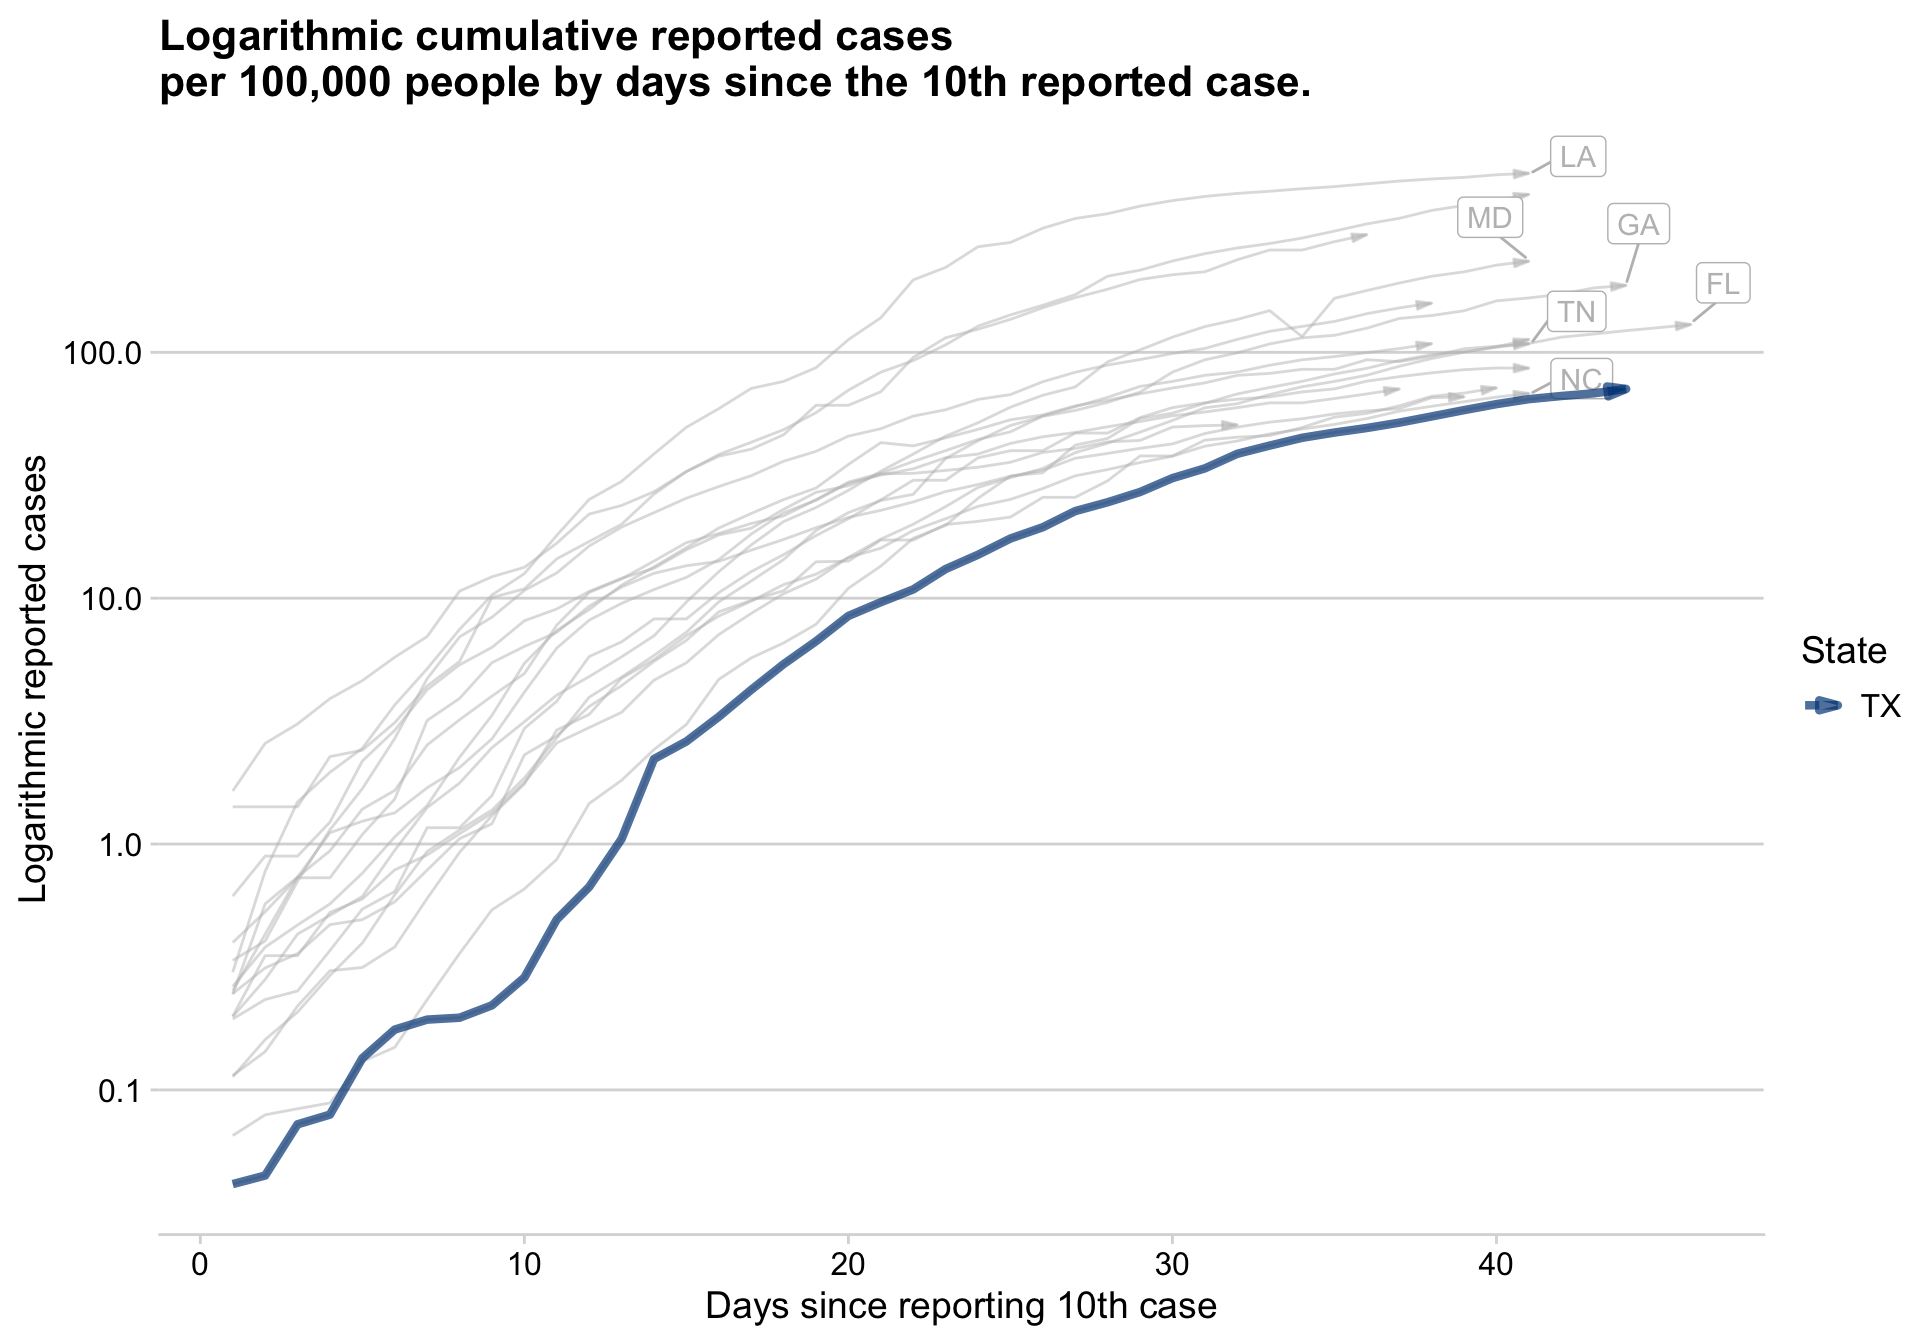 Logarithmic cumulative reported cases
per 100,000 people by days since the 10th reported case.
LA
MD
GA
FL
TN
NC
100.0
10.0
1.0
0.1
Logarithmic reported cases
State
TX
0
10
20
30
40
Days since reporting 10th case